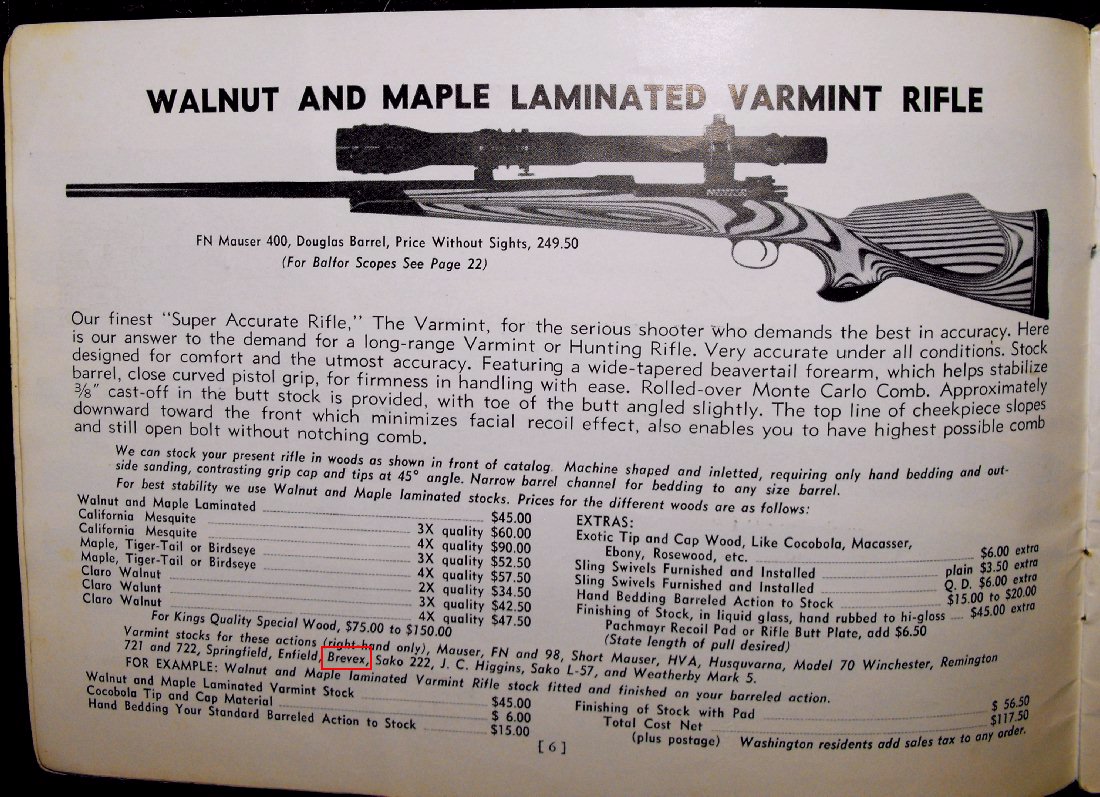 WALNUT AND MAPLE LAMINATED VARMINT RIFLE
FN Mauser 400, Douglas Barrel, Price Without Sights, 249.50
(For Balfor Scopes See Page 22)
Our finest "Super Accurate Rifle," The Varmint, for the serious shooter who demands the best in accuracy. Here
is our answer to the demand for a long-range Varmint or Hunting Rifle. Very accurate under all conditions. Stock
designed for comfort and the utmost accuracy. Featuring a wide-tapered beavertail forearm, which helps stabilize
barrel, close curved pistol grip, for firmness in handling with ease. Rolled-over Monte Carlo Comb. Approximately
3/8" cast-off in the butt stock is provided, with toe of the butt angled slightly. The top line of cheekpiece slopes
downward toward the front which minimizes facial recoil effect, also enables you to have highest possible comb
and still open bolt without notching comb.
We can stock your present rifle in woods as shown in front of catalog. Machine shaped and inletted, requiring only hand bedding and out-
side sanding, contrasting grip cap and tips at 45° angle. Narrow barrel channel for bedding to any size barrel.
For best stability we use Walnut and Maple laminated stocks. Prices for the different woods are as follows:
Walnut and Maple Laminated $45.00
California Mesquite 3X quality $60.00
California Mesquite 4X quality $90.00
Maple, Tiger-Tail or Birdseye 3X quality $52.50
Maple, Tiger-Tail or Birdseye 4X quality $57.50
Claro Walnut 2X quality $34.50
Claro Walunt 3X quality $42.50
Claro Walnut 4X quality $47.50
For Kings Quality Special Wood, $75.00 to $150.00
EXTRAS:
Exotic Tip and Cap Wood, Like Cocobola, Macasser,
Ebony, Rosewood, etc. $6.00 extra
Sling Swivels Furnished and Installed plain $3.50 extra
Sling Swivels Furnished and Installed Q. D. $6.00 extra
Hand Bedding Barreled Action to Stock $15.00 to $20.00
Finishing of Stock, in liquid glass, hand rubbed to hi-gloss $45.00 extra
Pachmayr Recoil Pad or Rifle Butt Plate, add $6.50
(State length of pull desired)
Varmint stocks for these actions (right hand only), Mauser, FN and 98, Short Mauser, HVA, Husquvarna, Model 70 Winchester, Remington
721 and 722, Springfield, Enfield, Brevex, Sako 222, J. C. Higgins, Sako L-57, and Weatherby Mark 5.
FOR EXAMPLE: Walnut and Maple laminated Varmint Rifle stock fitted and finished on your barreled action.
Walnut and Maple Laminated Varmint Stock $45.00
Cocobola Tip and Cap Material $ 6.00
Hand Bedding Your Standard Barreled Action to Stock $15.00
Finishing of Stock with Pad $ 56.50
Total Cost Net $117.50
(plus postage) Washington residents add sales tax to any order.
[ 6 ]